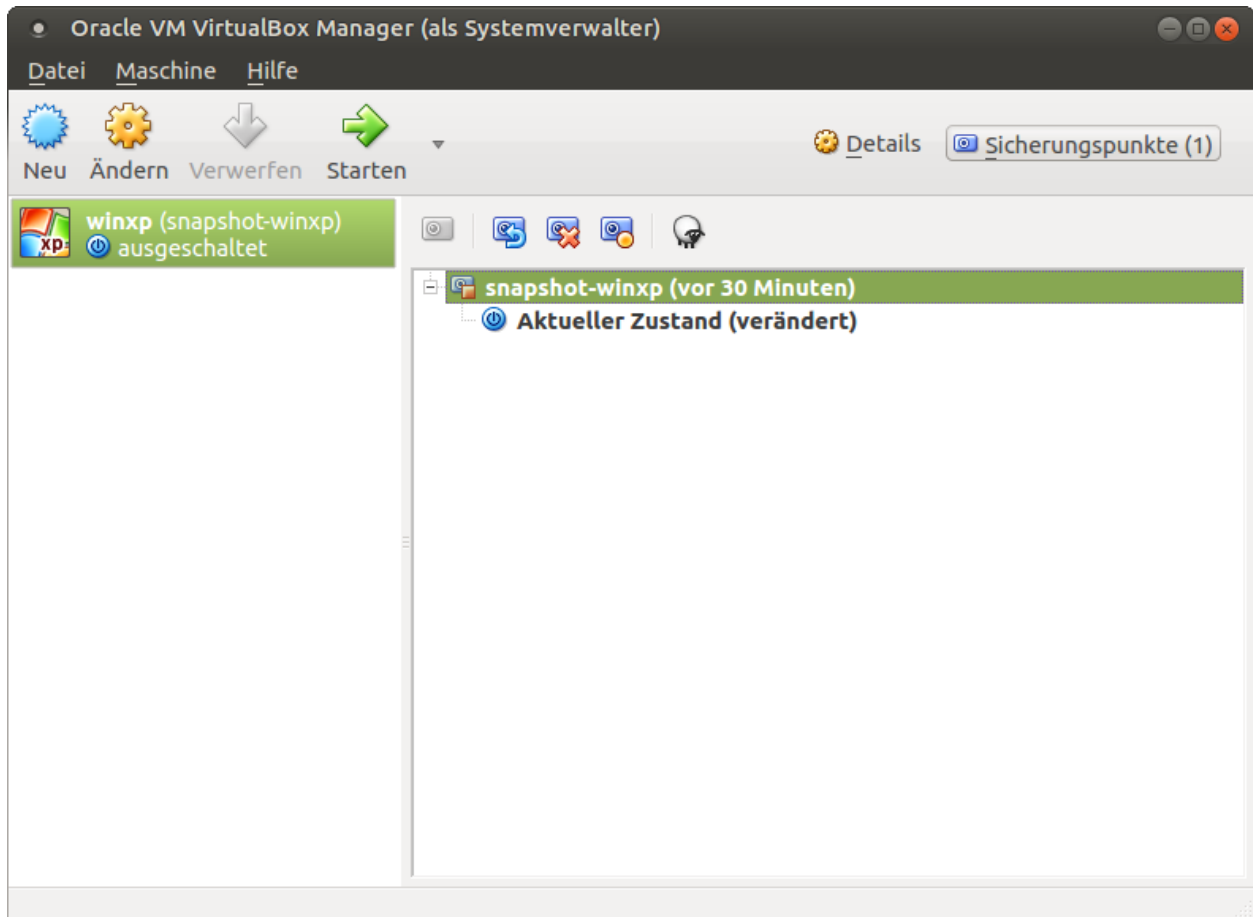 Oracle VM VirtualBox Manager (als Systemverwalter)
Datei Maschine Hilfe
Neu Ändern Verwerfen Starten
Details Sicherungspunkte (1)
winxp (snapshot-winxp)
xp
ausgeschaltet
snapshot-winxp (vor 30 Minuten)
Aktueller Zustand (verändert)